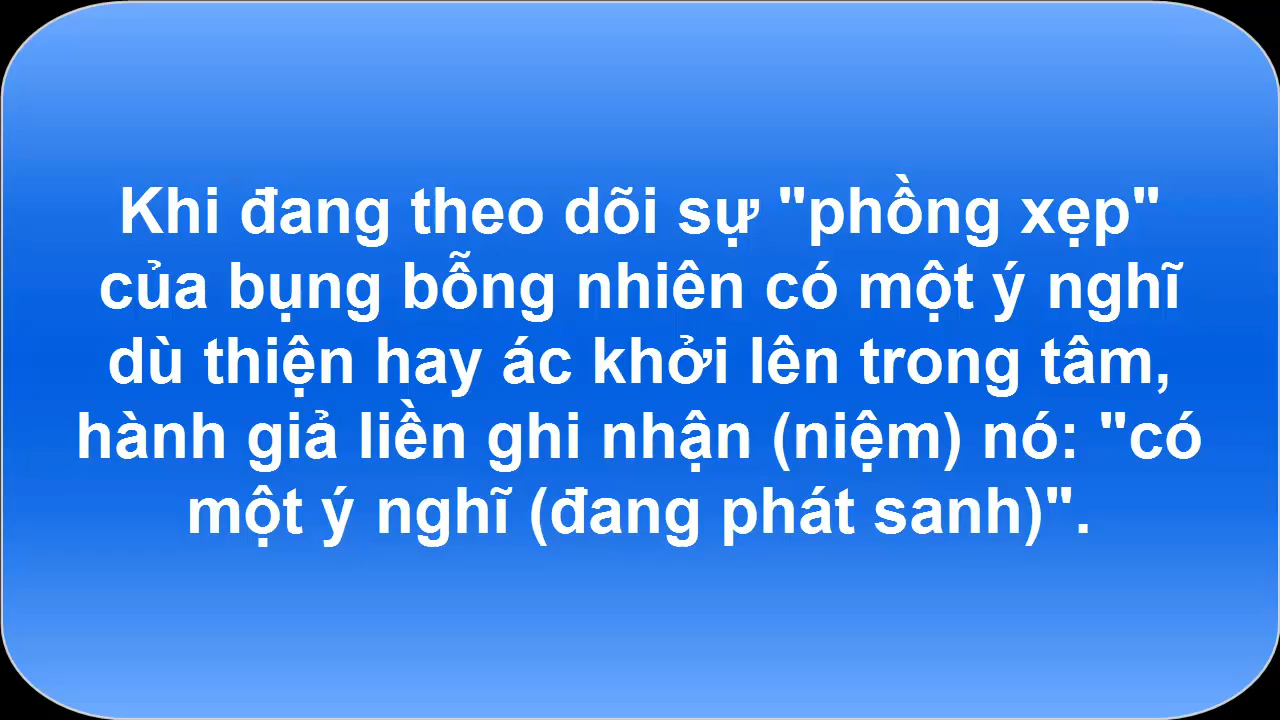 Khi đang theo dõi sự "phồng xẹp"
của bụng bỗng nhiên có một ý nghĩ
dù thiện hay ác khởi lên trong tâm,
hành giả liền ghi nhận (niệm) nó: "có
một ý nghĩ (đang phát sanh)".